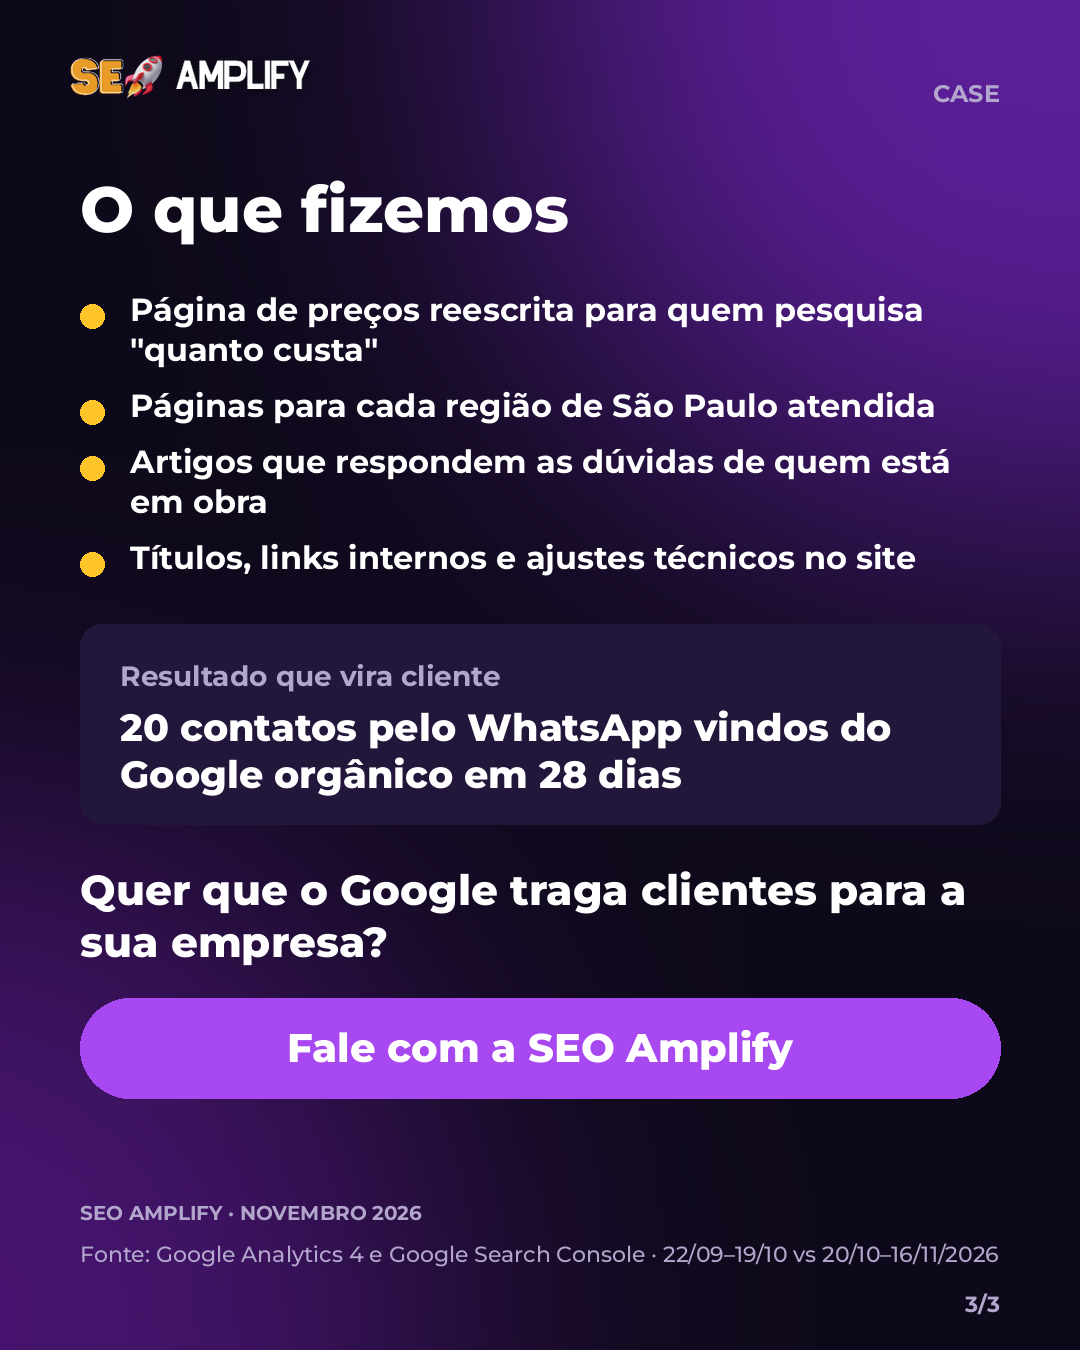 SEO AMPLIFY
CASE
O que fizemos
Página de preços reescrita para quem pesquisa
"quanto custa"
Páginas para cada região de São Paulo atendida
Artigos que respondem as dúvidas de quem está
em obra
Títulos, links internos e ajustes técnicos no site
Resultado que vira cliente
20 contatos pelo WhatsApp vindos do
Google orgânico em 28 dias
Quer que o Google traga clientes para a
sua empresa?
Fale com a SEO Amplify
SEO AMPLIFY · NOVEMBRO 2026
Fonte: Google Analytics 4 e Google Search Console · 22/09–19/10 vs 20/10–16/11/2026
3/3